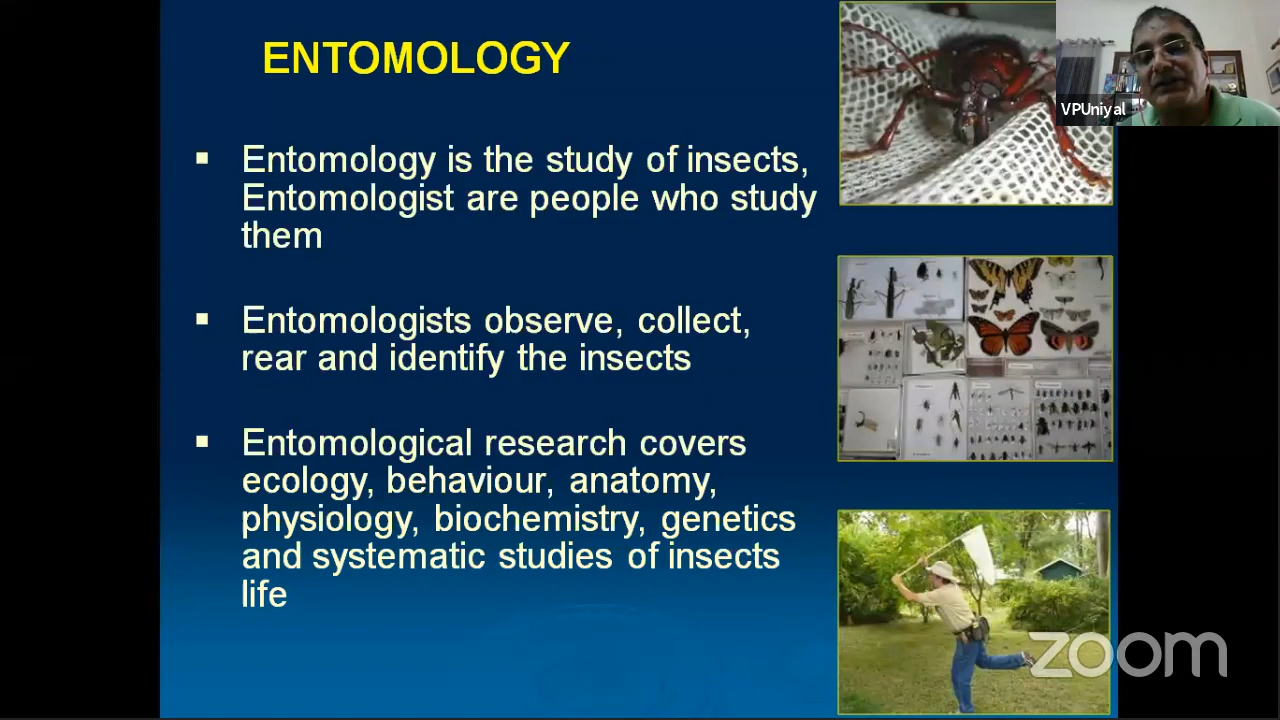 ENTOMOLOGY
VPUniyal
Entomology is the study of insects,
Entomologist are people who study
them
Entomologists observe, collect,
rear and identify the insects
Entomological research covers
ecology, behaviour, anatomy,
physiology, biochemistry, genetics
and systematic studies of insects
life
zoom